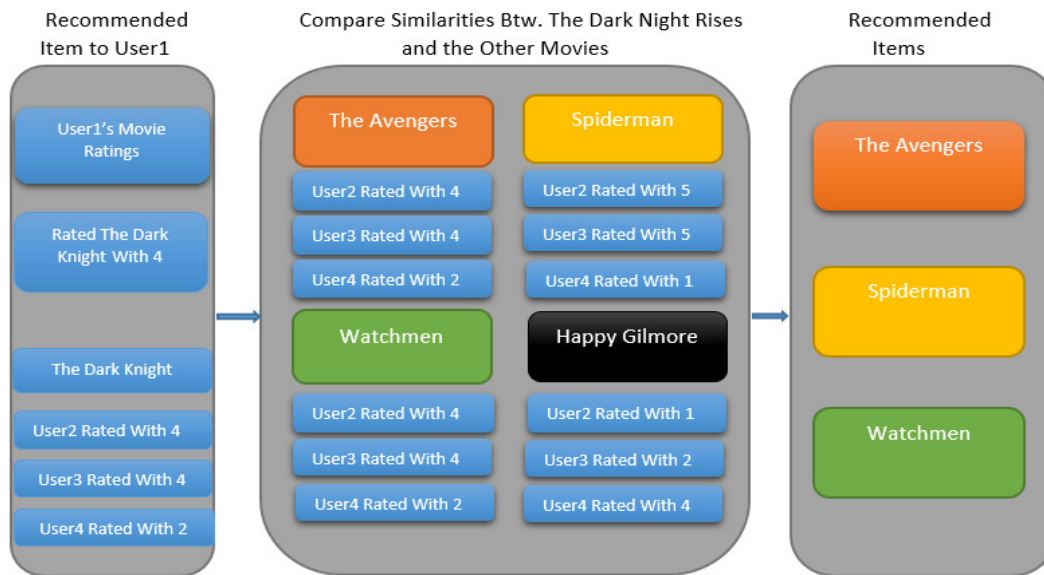 Recommended
Item to User1
User1's Movie
Ratings
Rated The Dark
Knight With 4
The Dark Knight
User2 Rated With 4
User3 Rated With 4
User4 Rated With 2
Compare Similarities Btw. The Dark Night Rises
and the Other Movies
The Avengers
User2 Rated With 4
User3 Rated With 4
User4 Rated With 2
Spiderman
User2 Rated With 5
User3 Rated With 5
User4 Rated With 1
Watchmen
User2 Rated With 4
User3 Rated With 4
User4 Rated With 2
Happy Gilmore
User2 Rated With 1
User3 Rated With 2
User4 Rated With 4
Recommended
Items
The Avengers
Spiderman
Watchmen